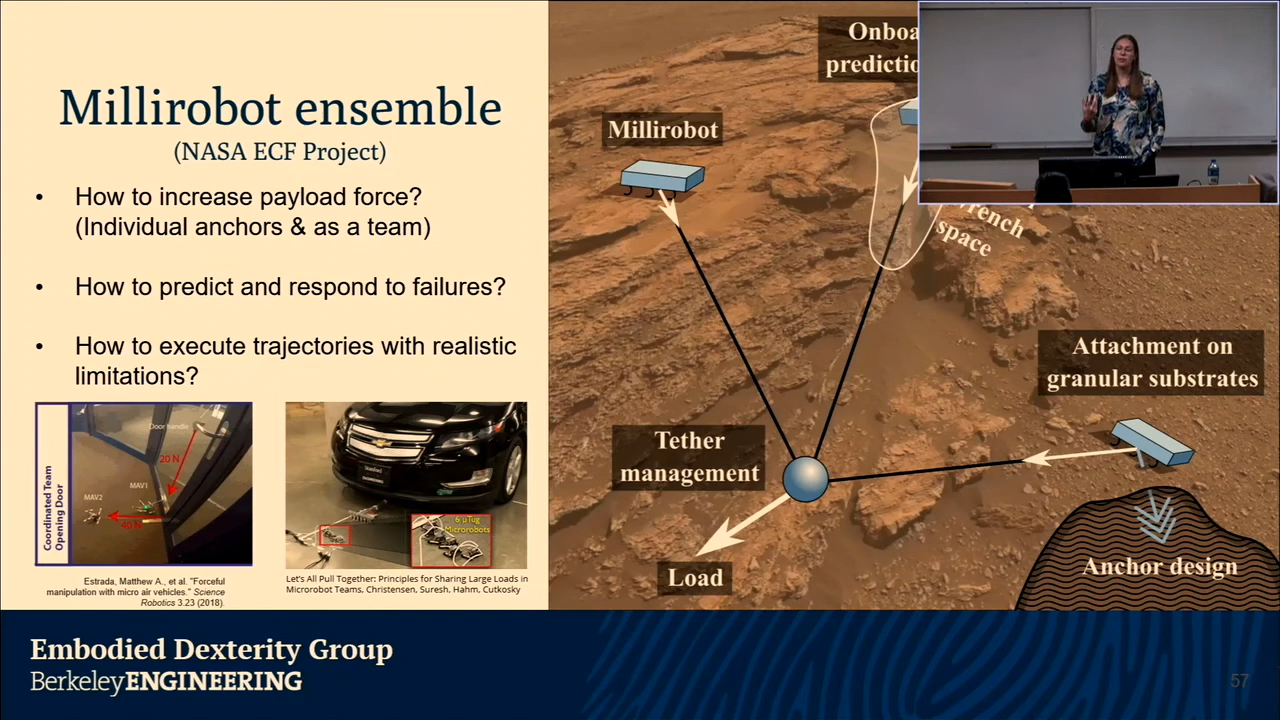 Millirobot ensemble
(NASA ECF Project)
• How to increase payload force?
(Individual anchors & as a team)
• How to predict and respond to failures?
• How to execute trajectories with realistic
limitations?
Coordinated Team
Opening Door
Door handle
20 N
MAV1
MAV2
40 N
Estrada, Matthew A., et al. "Forceful
manipulation with micro air vehicles." Science
Robotics 3.23 (2018).
6 µTug
Microrobots
Let's All Pull Together: Principles for Sharing Large Loads in
Microrobot Teams, Christensen, Suresh, Hahm, Cutkosky
Millirobot
space
Attachment on
granular substrates
Tether
management
Load
Anchor design
Embodied Dexterity Group
BerkeleyENGINEERING
57